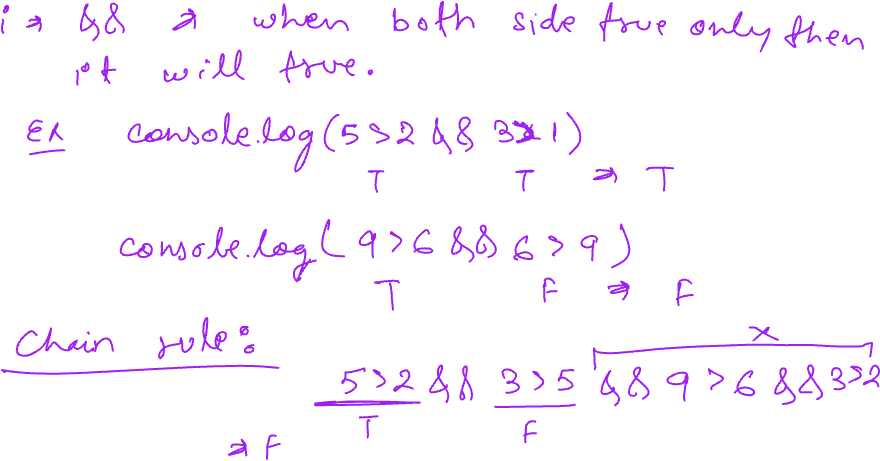 i → && → when both side true only then
it will true.
Ex console.log(5>2 && 3>1)
T T ⇒ T
console.log(9>6 && 6>9)
T F ⇒ F
Chain rule:
x
5>2 && 3>5 && 9>6 && 3>2
T F
⇒ F